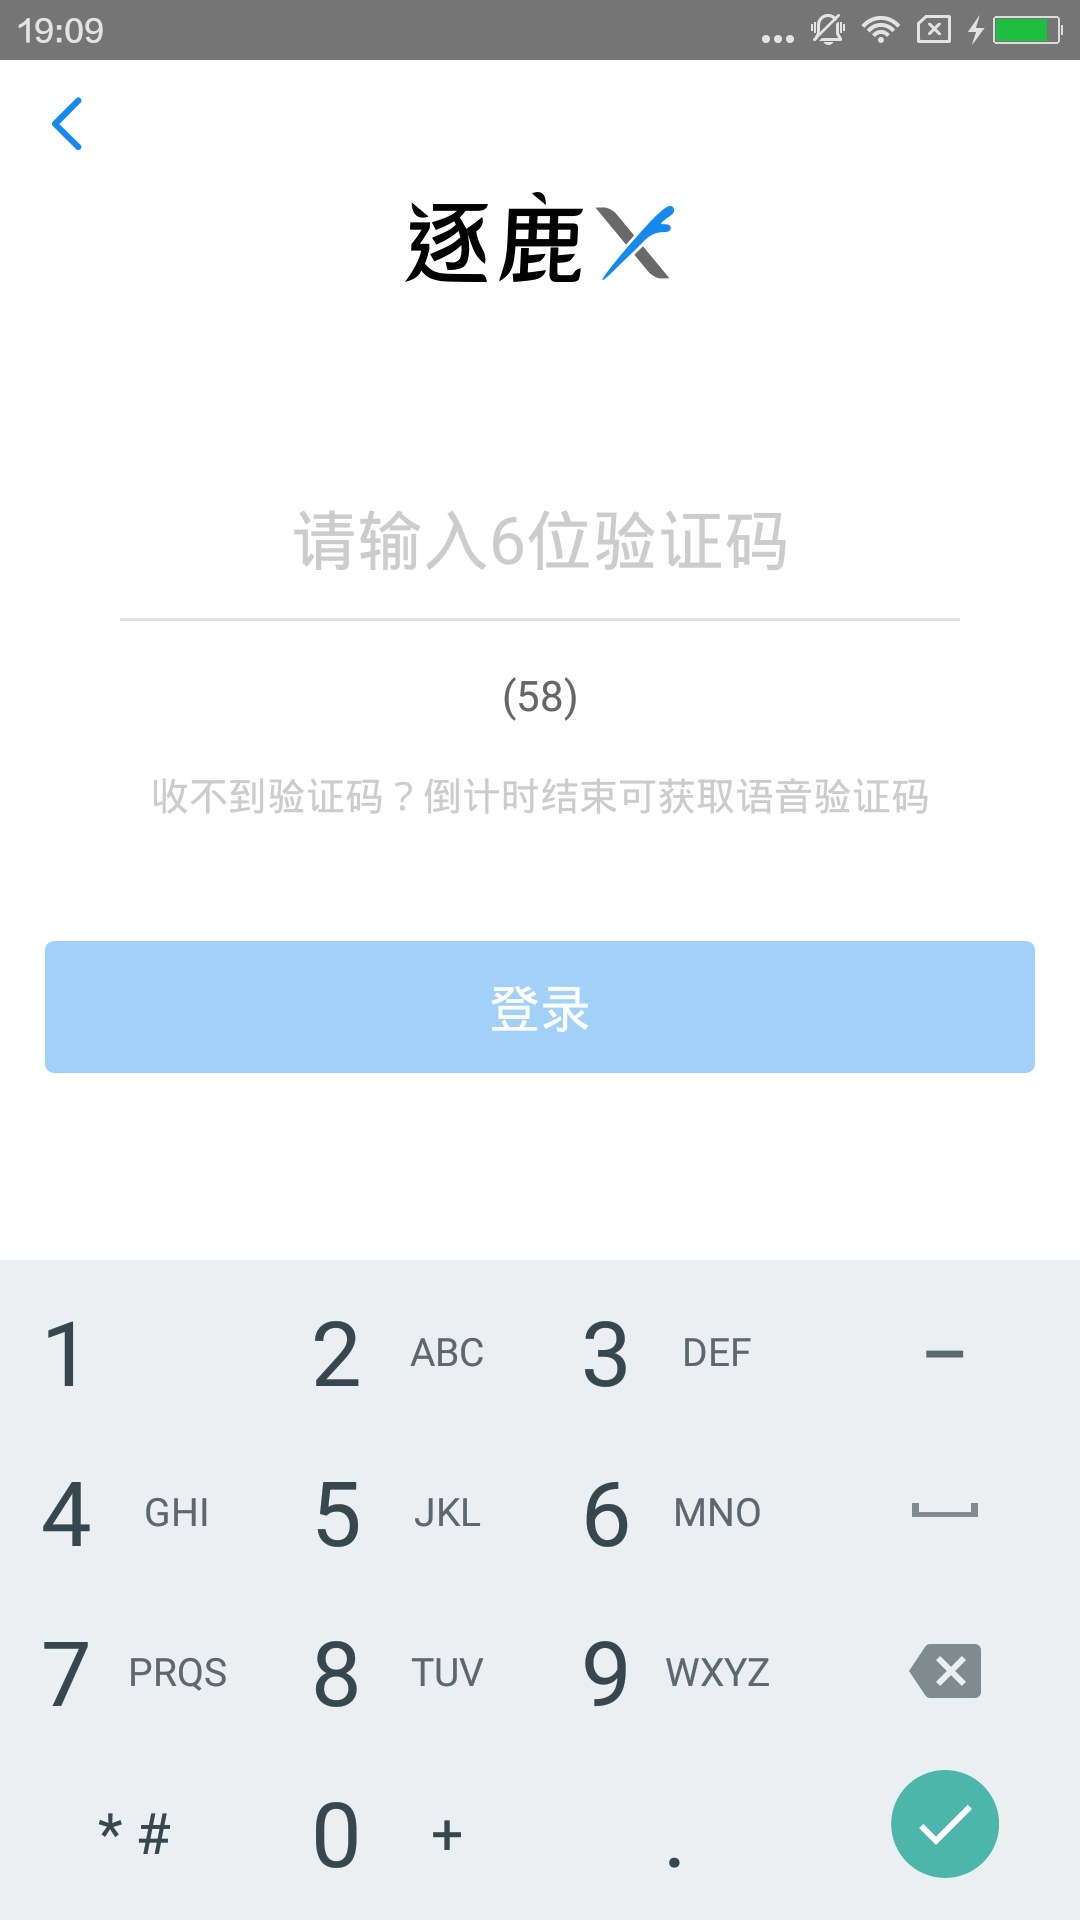 19:09
逐鹿X
请输入6位验证码
(58)
收不到验证码？倒计时结束可获取语音验证码
登录
1 2 ABC 3 DEF –
4 GHI 5 JKL 6 MNO
7 PRQS 8 TUV 9 WXYZ
* # 0 + .